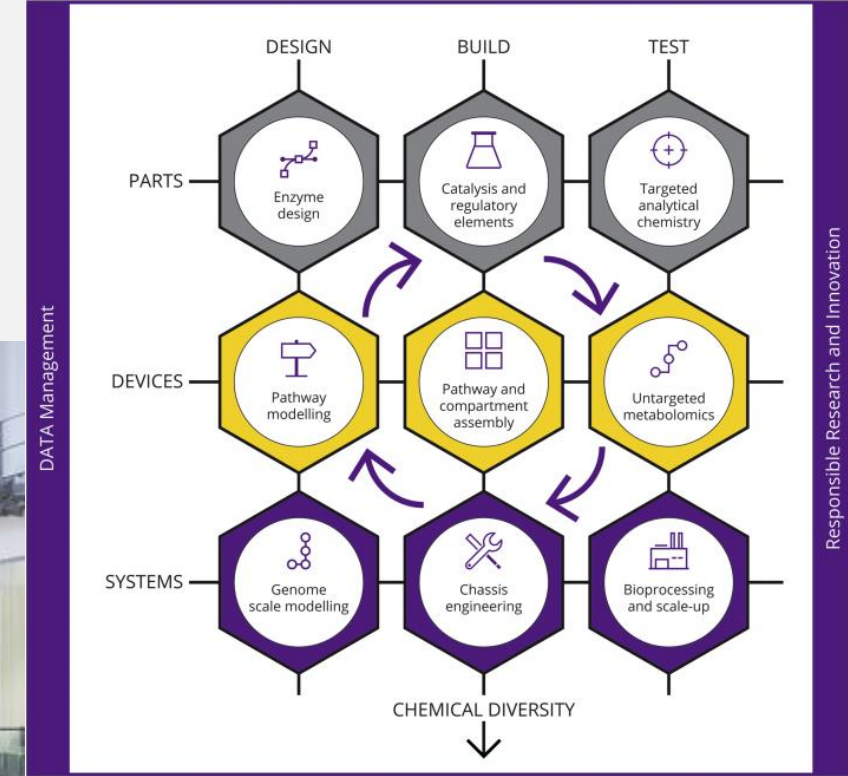 DESIGN
BUILD
TEST
PARTS
Enzyme
design
Catalysis and
regulatory
elements
Targeted
analytical
chemistry
DEVICES
Pathway
modelling
Pathway and
compartment
assembly
Untargeted
metabolomics
SYSTEMS
Genome
scale modelling
Chassis
engineering
Bioprocessing
and scale-up
CHEMICAL DIVERSITY
DATA Management
Responsible Research and Innovation